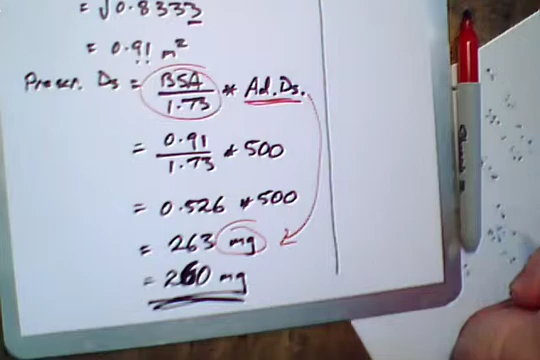 = √0.8333
= 0.91 m²
Prescr. Ds = BSA / 1.73 * Ad. Ds.
= 0.91 / 1.73 * 500
= 0.526 * 500
= 263 mg
= 260 mg